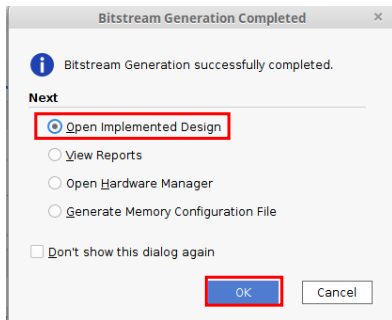 Bitstream Generation Completed
Bitstream Generation successfully completed.
Next
Open Implemented Design
View Reports
Open Hardware Manager
Generate Memory Configuration File
Don't show this dialog again
OK
Cancel